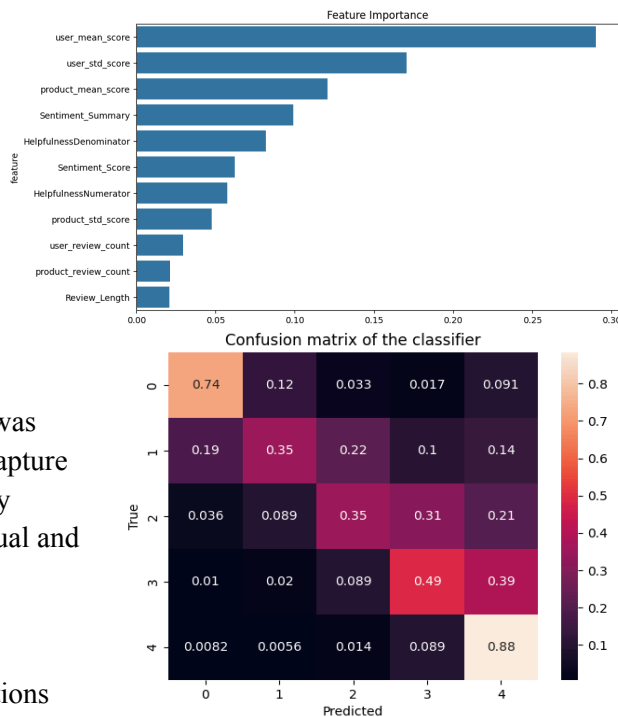 Feature Importance
feature
user_mean_score
user_std_score
product_mean_score
Sentiment_Summary
HelpfulnessDenominator
Sentiment_Score
HelpfulnessNumerator
product_std_score
user_review_count
product_review_count
Review_Length
0.00 0.05 0.10 0.15 0.20 0.25 0.30
was
apture
y
ual and
tions
Confusion matrix of the classifier
True
0 0.74 0.12 0.033 0.017 0.091
1 0.19 0.35 0.22 0.1 0.14
2 0.036 0.089 0.35 0.31 0.21
3 0.01 0.02 0.089 0.49 0.39
4 0.0082 0.0056 0.014 0.089 0.88
0 1 2 3 4
Predicted
0.8
0.7
0.6
0.5
0.4
0.3
0.2
0.1